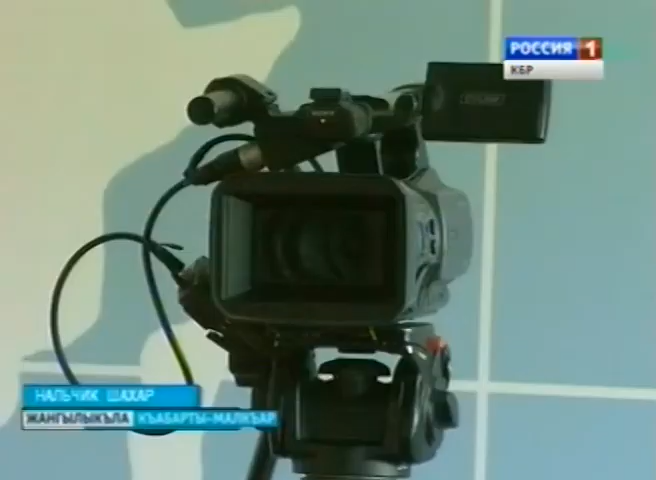 РОССИЯ 1
КБР
НАЛЬЧИК ШАХАР
ЖАНГЫЛЫКЪЛА КЪАБАРТЫ-МАЛКЪАР